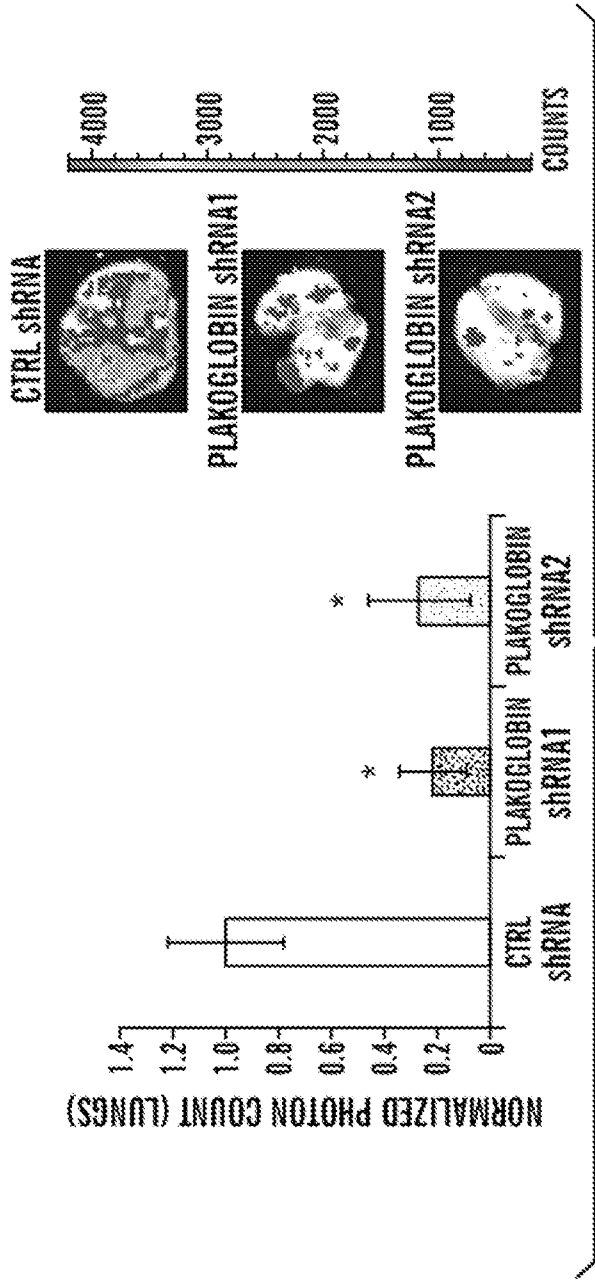 NORMALIZED PHOTON COUNT (LUNGS)
1.4
1.2
1.0
0.8
0.6
0.4
0.2
0
CTRL
shRNA
PLAKOGLOBIN
shRNA1
PLAKOGLOBIN
shRNA2
*
*
CTRL shRNA
PLAKOGLOBIN shRNA1
PLAKOGLOBIN shRNA2
4000
3000
2000
1000
COUNTS